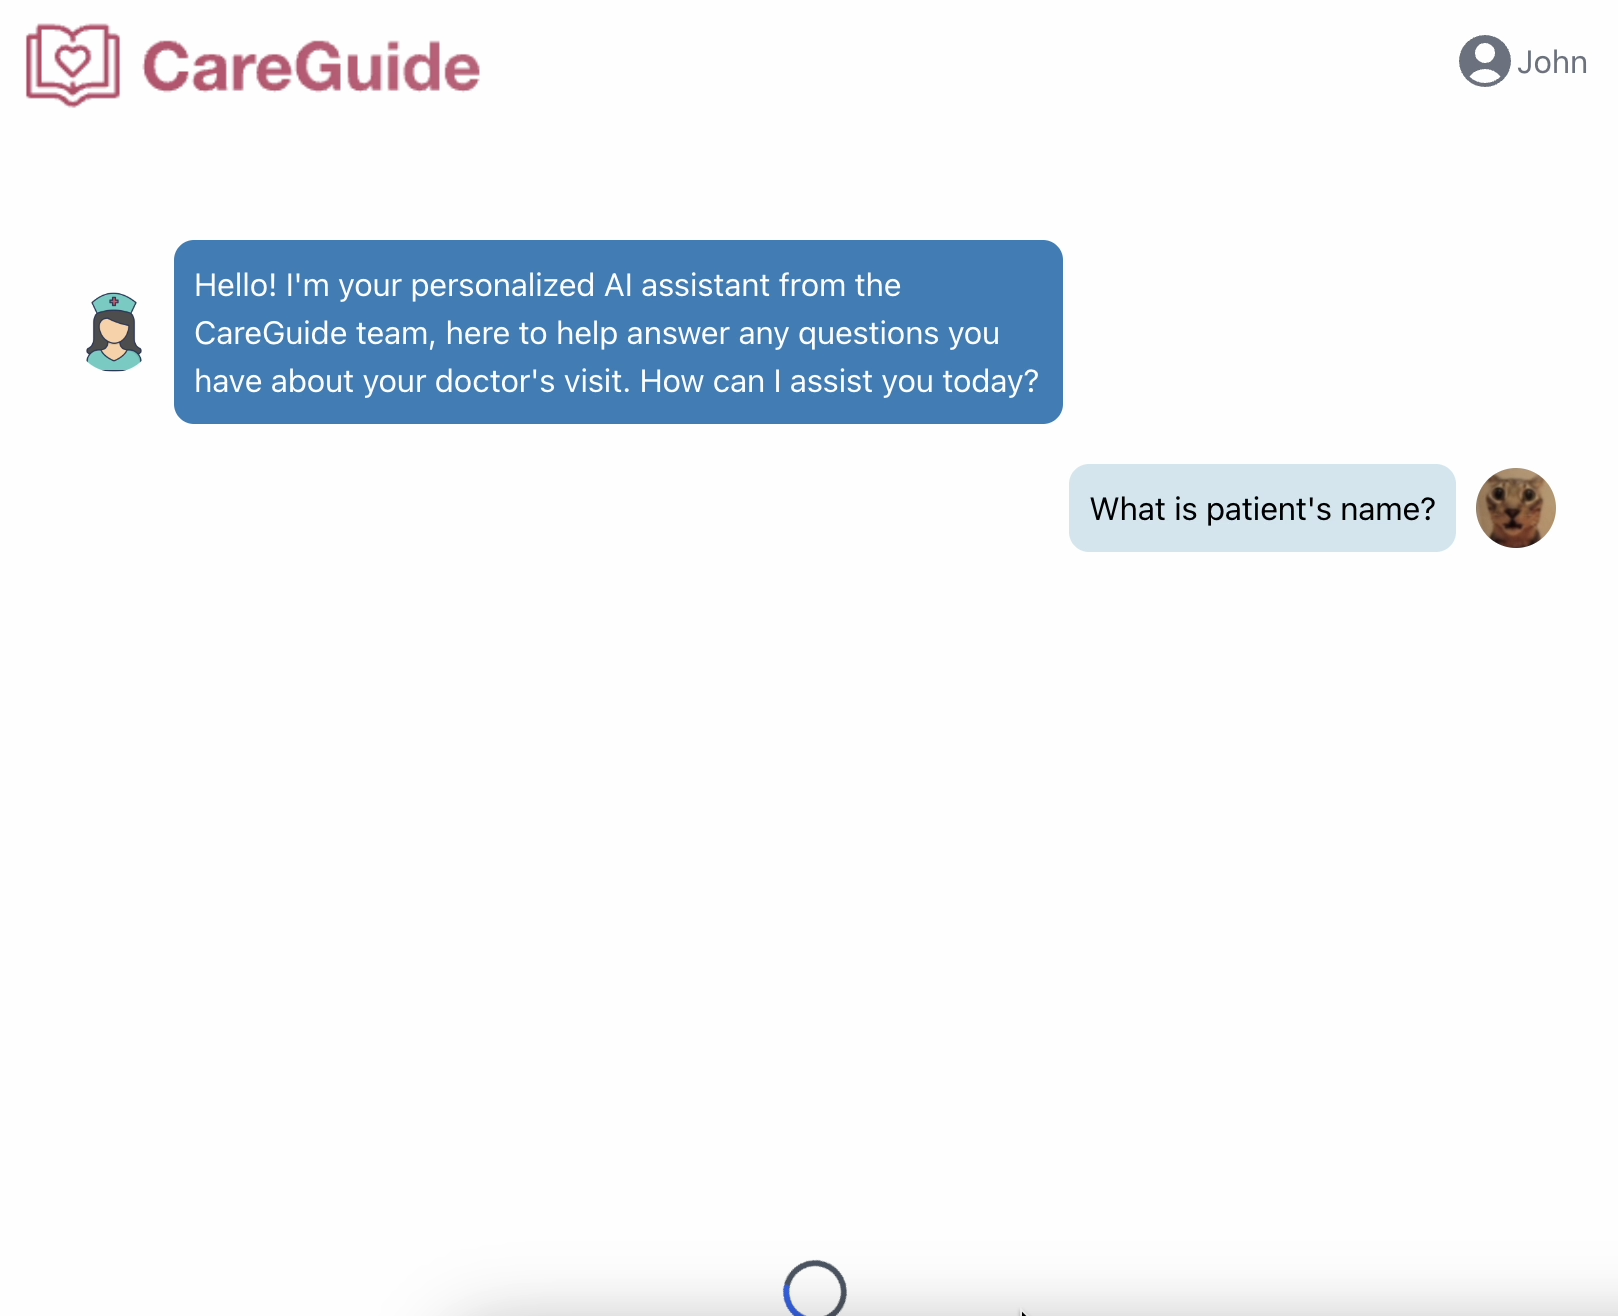 CareGuide
John
Hello! I'm your personalized AI assistant from the
CareGuide team, here to help answer any questions you
have about your doctor's visit. How can I assist you today?
What is patient's name?